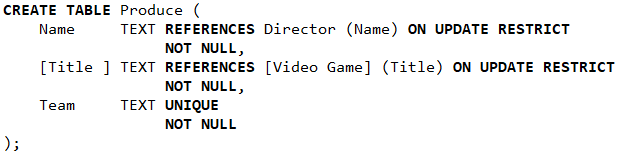 CREATE TABLE Produce (
    Name     TEXT REFERENCES Director (Name) ON UPDATE RESTRICT
                  NOT NULL,
    [Title ] TEXT REFERENCES [Video Game] (Title) ON UPDATE RESTRICT
                  NOT NULL,
    Team     TEXT UNIQUE
                  NOT NULL
);